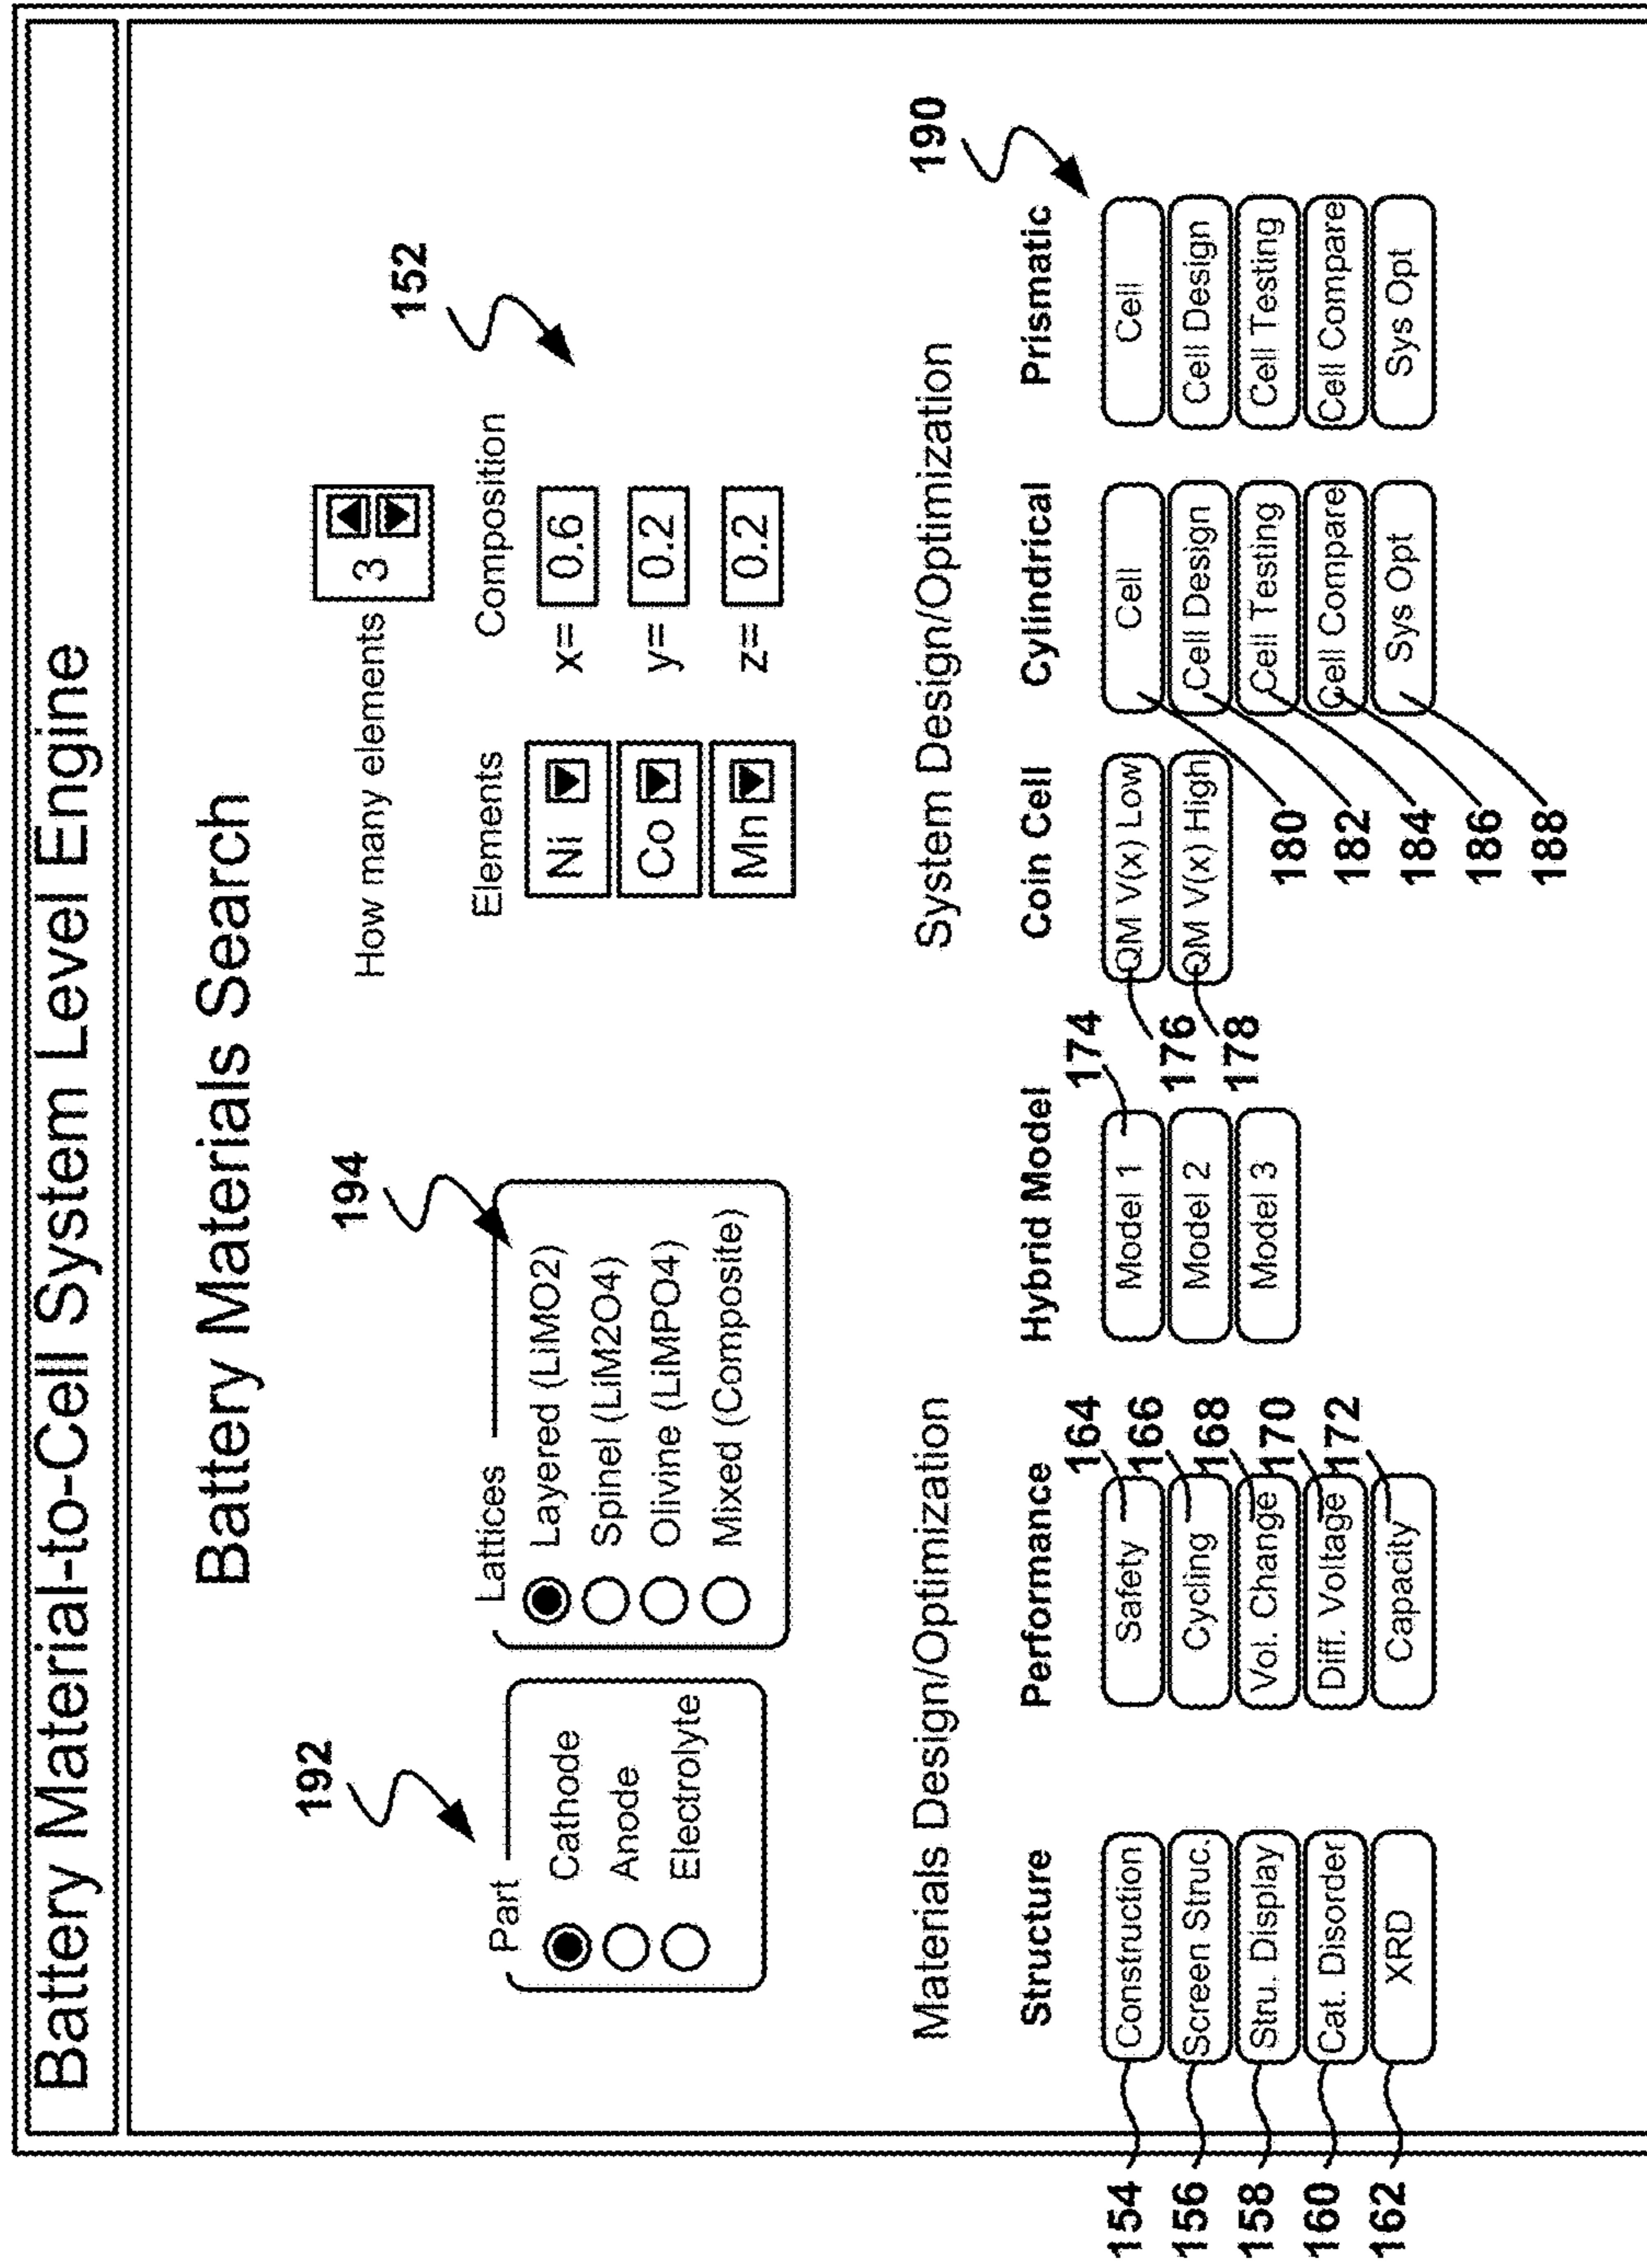 Battery Material-to-Cell System Level Engine
Battery Materials Search
192
Part
Cathode
Anode
Electrolyte
194
Lattices
Layered (LiMO2)
Spinel (LiM2O4)
Olivine (LiMPO4)
Mixed (Composite)
How many elements 3
152
Elements Composition
Ni x= 0.6
Co y= 0.2
Mn z= 0.2
Materials Design/Optimization
Structure
154 Construction
156 Screen Struc.
158 Stru. Display
160 Cat. Disorder
162 XRD
Performance
Safety 164
Cycling 166
Vol. Change 168
Diff. Voltage 170
Capacity 172
Hybrid Model
Model 1 174
Model 2
Model 3
System Design/Optimization
190
Coin Cell
176 QM V(x) Low
178 QM V(x) High
Cylindrical
180 Cell
182 Cell Design
184 Cell Testing
186 Cell Compare
188 Sys Opt
Prismatic
Cell
Cell Design
Cell Testing
Cell Compare
Sys Opt